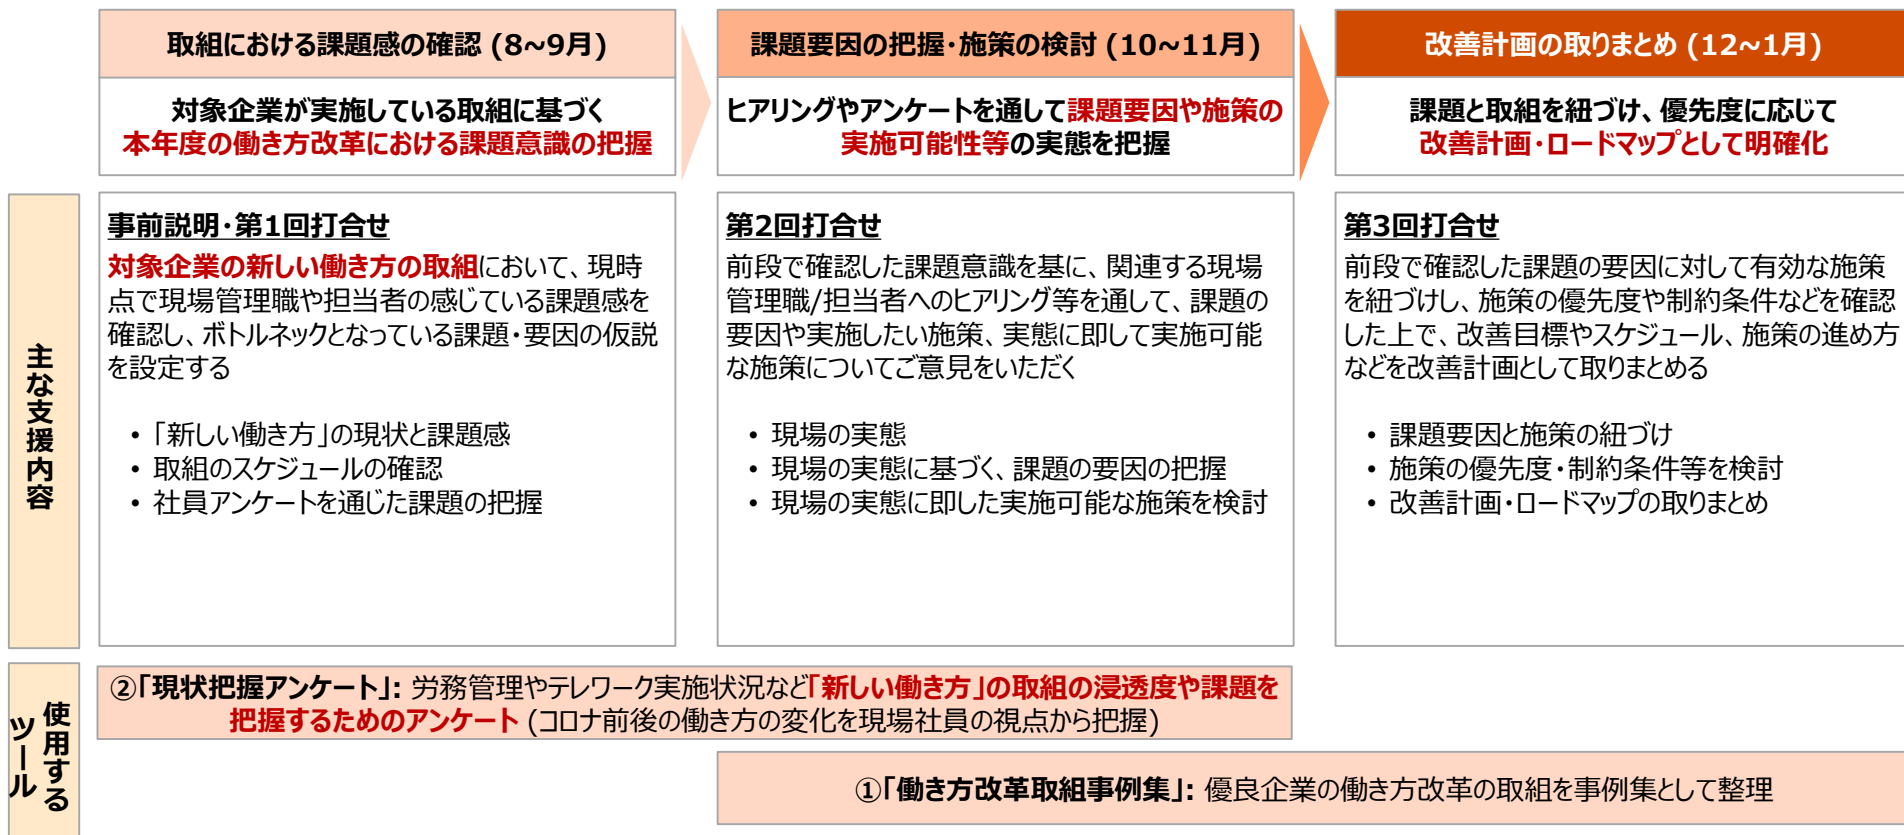 取組における課題感の確認 (8~9月)
対象企業が実施している取組に基づく
本年度の働き方改革における課題意識の把握
課題要因の把握・施策の検討 (10~11月)
ヒアリングやアンケートを通して課題要因や施策の
実施可能性等の実態を把握
改善計画の取りまとめ (12~1月)
課題と取組を紐づけ、優先度に応じて
改善計画・ロードマップとして明確化
主な支援内容
事前説明・第1回打合せ
対象企業の新しい働き方の取組において、現時
点で現場管理職や担当者の感じている課題感を
確認し、ボトルネックとなっている課題・要因の仮説
を設定する
• 「新しい働き方」の現状と課題感
• 取組のスケジュールの確認
• 社員アンケートを通じた課題の把握
第2回打合せ
前段で確認した課題意識を基に、関連する現場
管理職/担当者へのヒアリング等を通して、課題の
要因や実施したい施策、実態に即して実施可能
な施策についてご意見をいただく
• 現場の実態
• 現場の実態に基づく、課題の要因の把握
• 現場の実態に即した実施可能な施策を検討
第3回打合せ
前段で確認した課題の要因に対して有効な施策
を紐づけし、施策の優先度や制約条件などを確認
した上で、改善目標やスケジュール、施策の進め方
などを改善計画として取りまとめる
• 課題要因と施策の紐づけ
• 施策の優先度・制約条件等を検討
• 改善計画・ロードマップの取りまとめ
使用する
ツール
②「現状把握アンケート」: 労務管理やテレワーク実施状況など「新しい働き方」の取組の浸透度や課題を
把握するためのアンケート (コロナ前後の働き方の変化を現場社員の視点から把握)
①「働き方改革取組事例集」: 優良企業の働き方改革の取組を事例集として整理